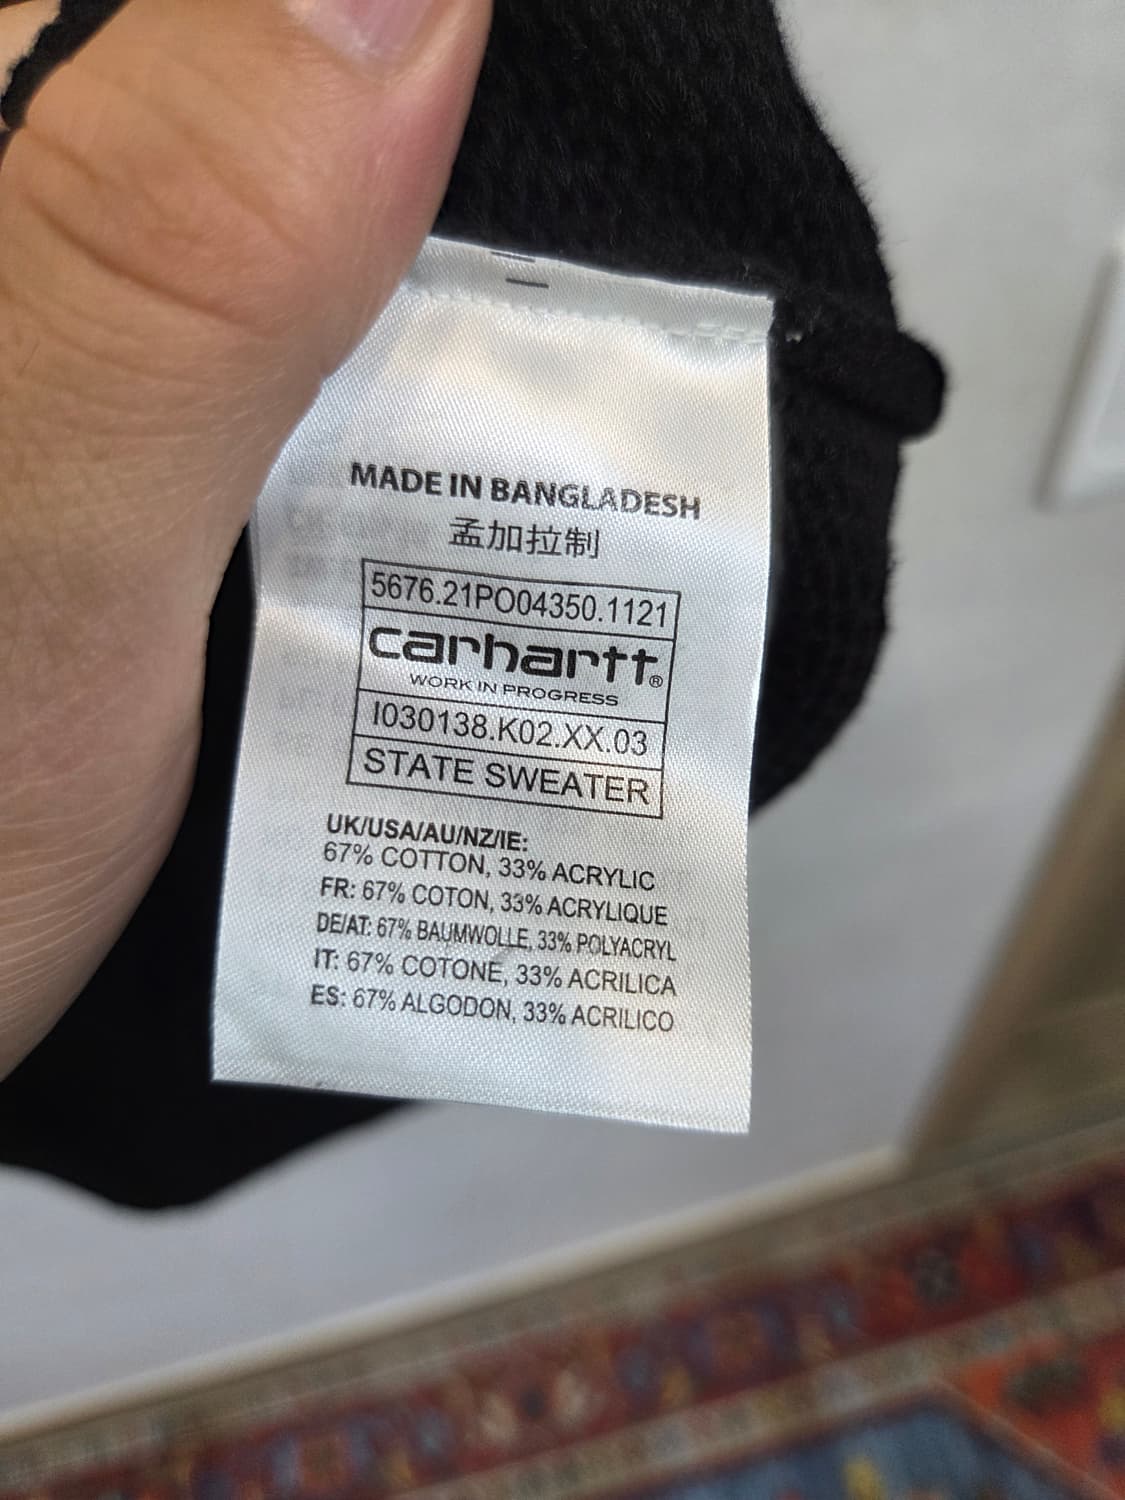 MADE IN BANGLADESH
孟加拉制
5676.21PO04350.1121
carhartt®
WORK IN PROGRESS
I030138.K02.XX.03
STATE SWEATER
UK/USA/AU/NZ/IE:
67% COTTON, 33% ACRYLIC
FR: 67% COTON, 33% ACRYLIQUE
DE/AT: 67% BAUMWOLLE, 33% POLYACRYL
IT: 67% COTONE, 33% ACRILICA
ES: 67% ALGODON, 33% ACRILICO